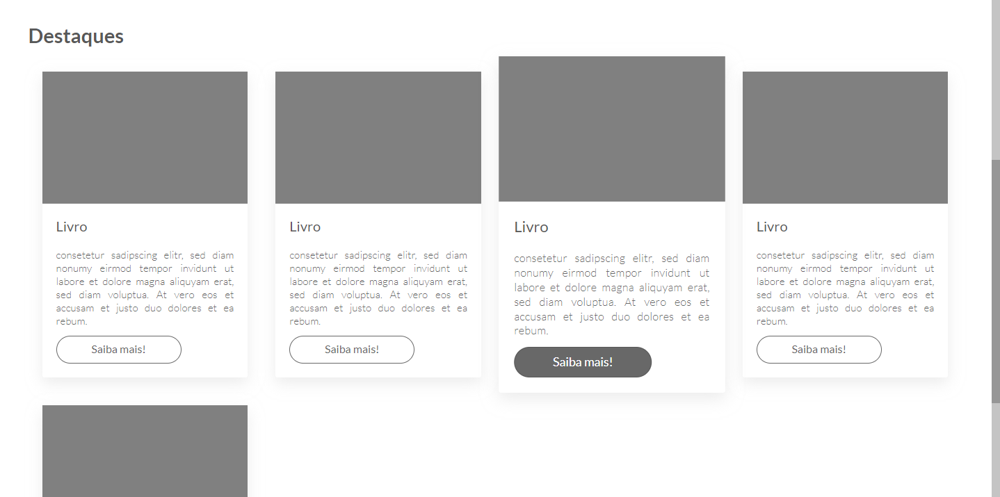 Destaques
Livro
consetetur sadipscing elitr, sed diam
nonumy eirmod tempor invidunt ut
labore et dolore magna aliquyam erat,
sed diam voluptua. At vero eos et
accusam et justo duo dolores et ea
rebum.
Saiba mais!
Livro
consetetur sadipscing elitr, sed diam
nonumy eirmod tempor invidunt ut
labore et dolore magna aliquyam erat,
sed diam voluptua. At vero eos et
accusam et justo duo dolores et ea
rebum.
Saiba mais!
Livro
consetetur sadipscing elitr, sed diam
nonumy eirmod tempor invidunt ut
labore et dolore magna aliquyam erat,
sed diam voluptua. At vero eos et
accusam et justo duo dolores et ea
rebum.
Saiba mais!
Livro
consetetur sadipscing elitr, sed diam
nonumy eirmod tempor invidunt ut
labore et dolore magna aliquyam erat,
sed diam voluptua. At vero eos et
accusam et justo duo dolores et ea
rebum.
Saiba mais!